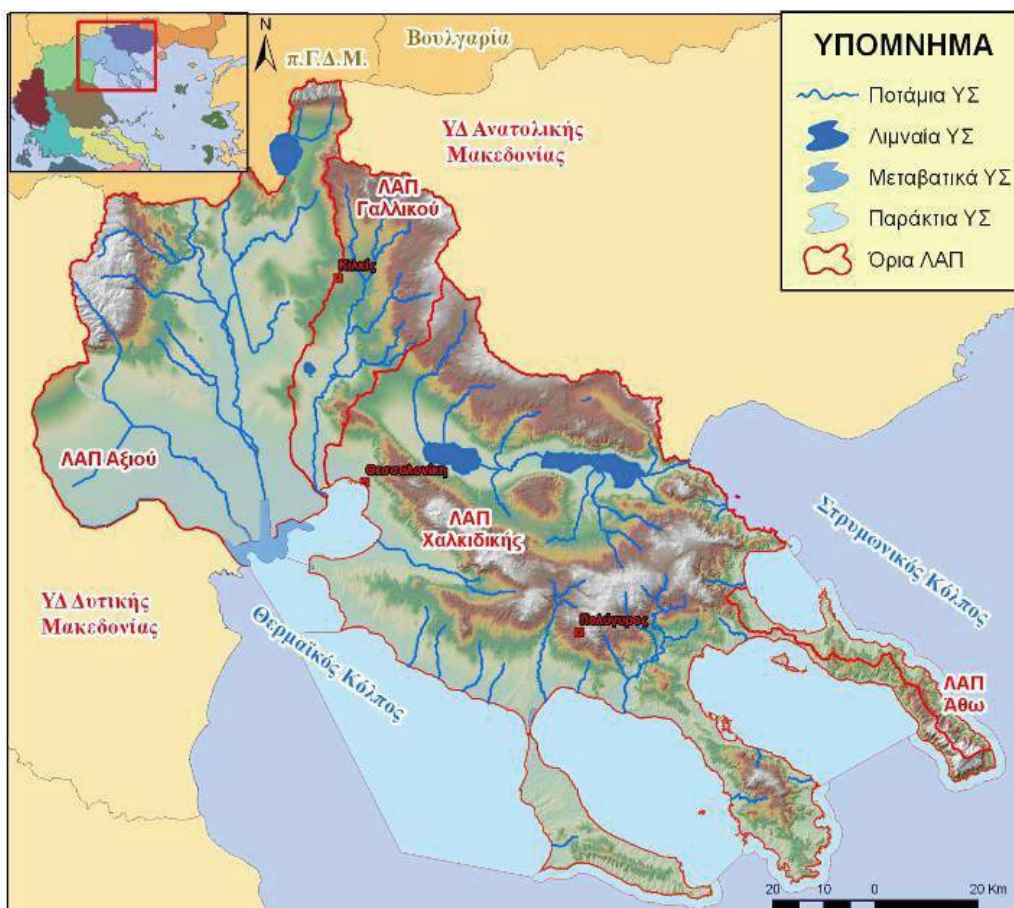 N
π.Γ.Δ.Μ.
Βουλγαρία
ΥΔ Ανατολικής
Μακεδονίας
ΥΠΟΜΝΗΜΑ
Ποτάμια ΥΣ
Λιμναία ΥΣ
Μεταβατικά ΥΣ
Παράκτια ΥΣ
Όρια ΛΑΠ
ΛΑΠ
Γαλλικού
Κιλκίς
ΛΑΠ Αξιού
Θεσσαλονίκη
ΛΑΠ
Χαλκιδικής
Στρυμωνικός Κόλπος
ΥΔ Δυτικής
Μακεδονίας
Θερμαϊκός Κόλπος
Πολύγυρος
ΛΑΠ
Άθω
20 10 0 20 Km